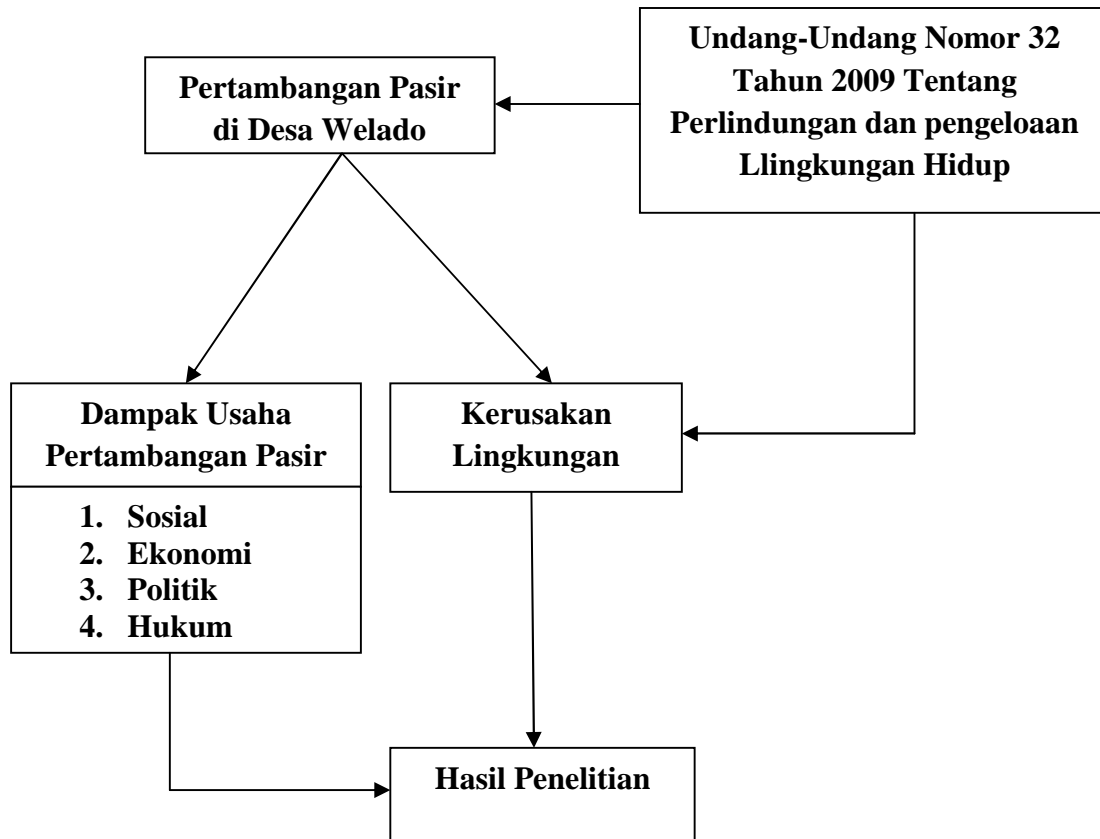 Undang-Undang Nomor 32
Tahun 2009 Tentang
Perlindungan dan pengeloaan
Llingkungan Hidup
Pertambangan Pasir
di Desa Welado
Dampak Usaha
Pertambangan Pasir
1. Sosial
2. Ekonomi
3. Politik
4. Hukum
Kerusakan
Lingkungan
Hasil Penelitian